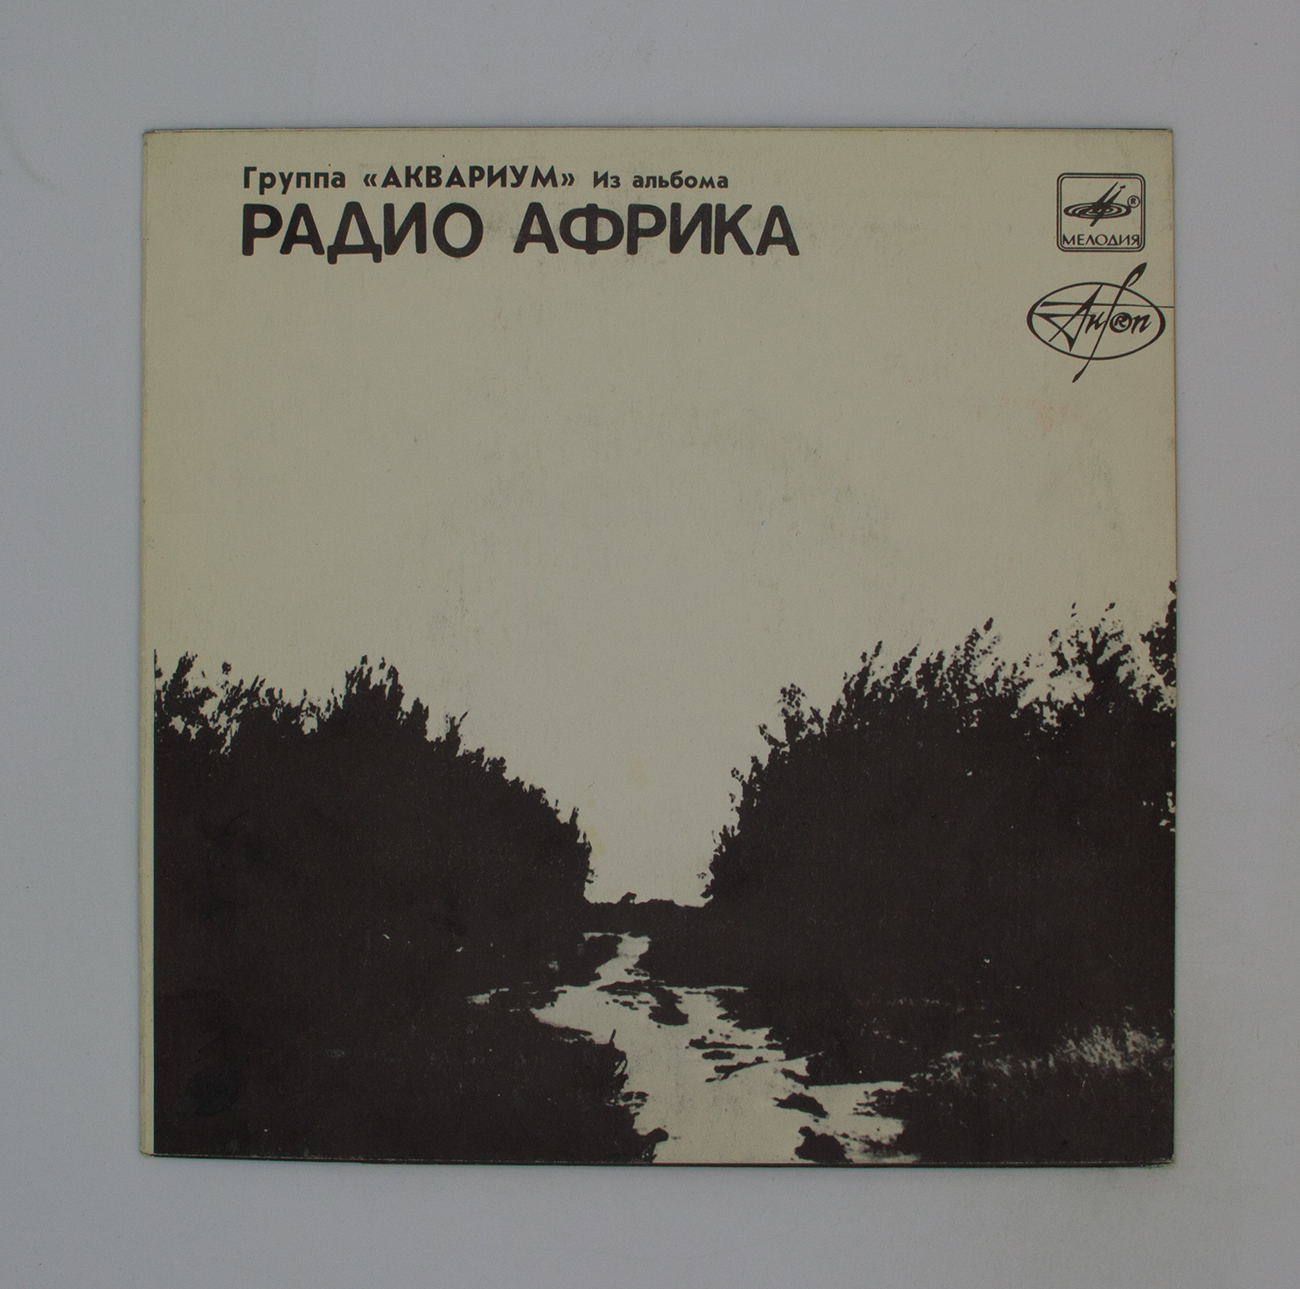 Группа «АКВАРИУМ» Из альбома
РАДИО АФРИКА
®
МЕЛОДИЯ
АнТроп